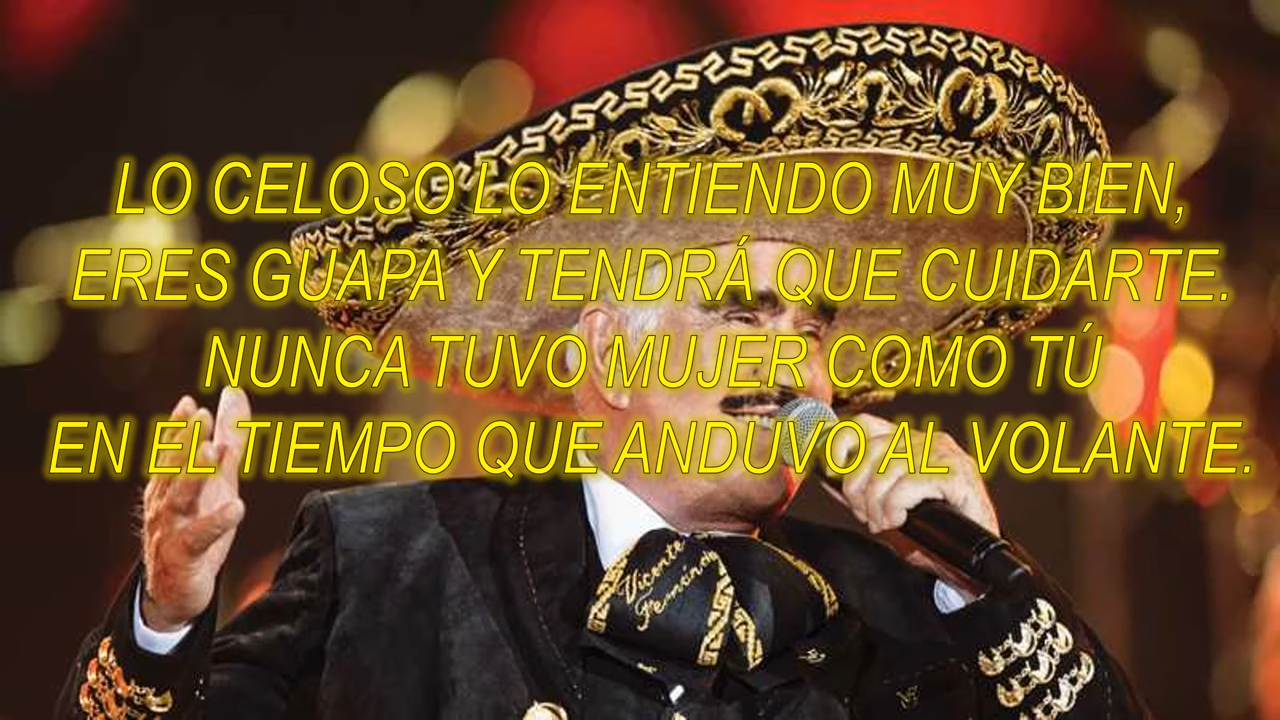 LO CELOSO LO ENTIENDO MUY BIEN,
ERES GUAPA Y TENDRÁ QUE CUIDARTE.
NUNCA TUVO MUJER COMO TÚ
EN EL TIEMPO QUE ANDUVO AL VOLANTE.
Vicente
Fernández